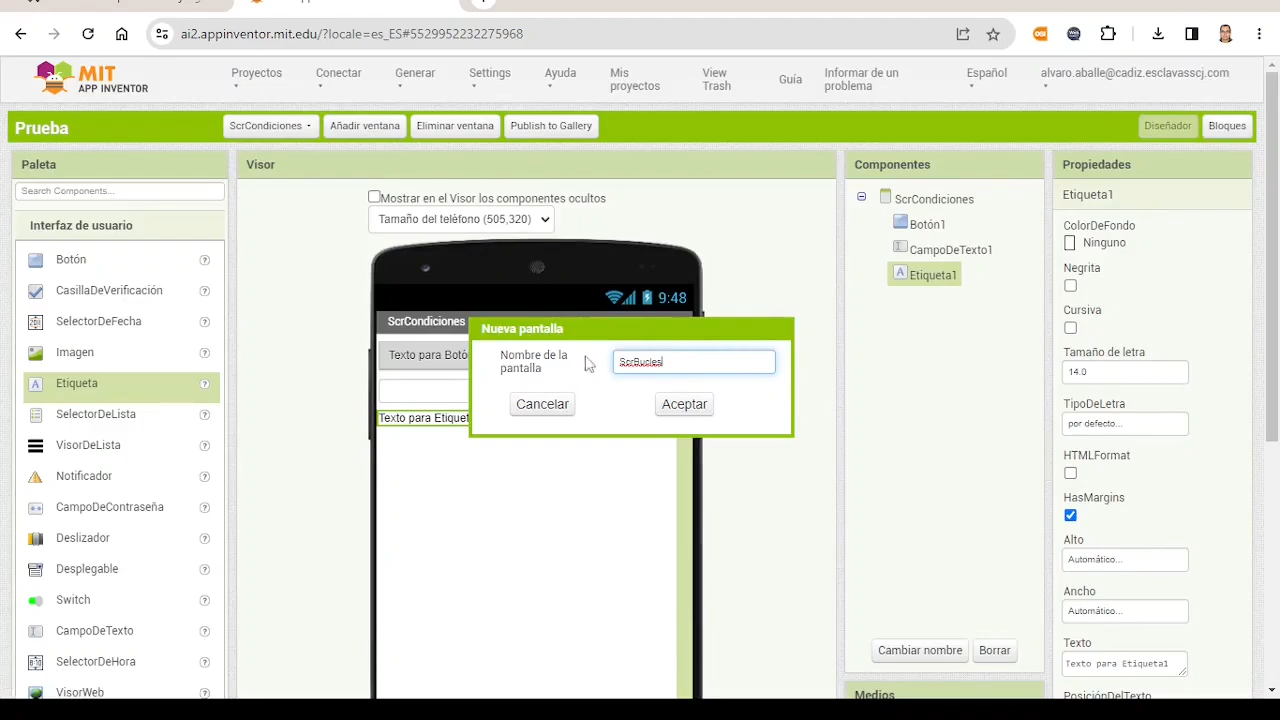 ai2.appinventor.mit.edu/?locale=es_ES#5529952232275968
MIT
APP INVENTOR
Proyectos
Conectar
Generar
Settings
Ayuda
Mis
proyectos
View
Trash
Guía
Informar de un
problema
Español
alvaro.aballe@cadiz.esclavasscj.com
Prueba
ScrCondiciones
Añadir ventana
Eliminar ventana
Publish to Gallery
Diseñador
Bloques
Paleta
Search Components...
Interfaz de usuario
Botón
CasillaDeVerificación
SelectorDeFecha
Imagen
Etiqueta
SelectorDeLista
VisorDeLista
Notificador
CampoDeContraseña
Deslizador
Desplegable
Switch
CampoDeTexto
SelectorDeHora
VisorWeb
Visor
Mostrar en el Visor los componentes ocultos
Tamaño del teléfono (505,320)
9:48
ScrCondiciones
Texto para Botó
Texto para Etiquet
Nueva pantalla
Nombre de la
pantalla
ScrBucles
Cancelar
Aceptar
Componentes
ScrCondiciones
Botón1
CampoDeTexto1
Etiqueta1
Cambiar nombre
Borrar
Medios
Propiedades
Etiqueta1
ColorDeFondo
Ninguno
Negrita
Cursiva
Tamaño de letra
14.0
TipoDeLetra
por defecto...
HTMLFormat
HasMargins
Alto
Automático...
Ancho
Automático...
Texto
Texto para Etiqueta1
PosiciónDelTexto